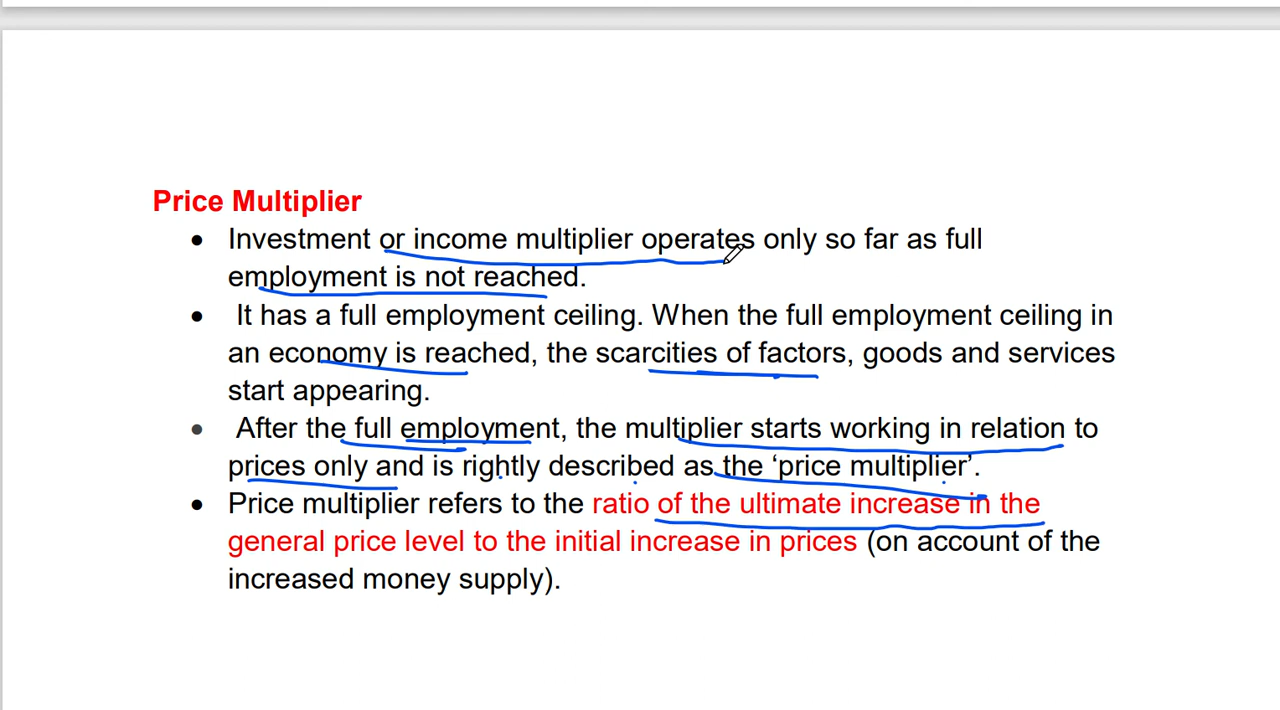 Price Multiplier
• Investment or income multiplier operates only so far as full
employment is not reached.
• It has a full employment ceiling. When the full employment ceiling in
an economy is reached, the scarcities of factors, goods and services
start appearing.
• After the full employment, the multiplier starts working in relation to
prices only and is rightly described as the ‘price multiplier’.
• Price multiplier refers to the ratio of the ultimate increase in the
general price level to the initial increase in prices (on account of the
increased money supply).